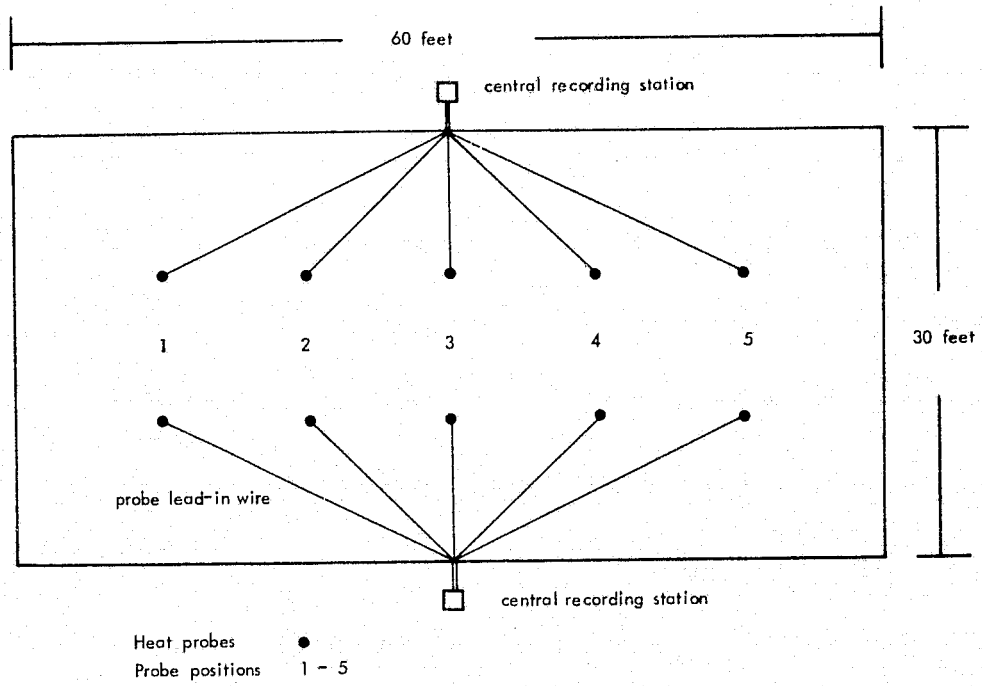 60 feet
central recording station
1 2 3 4 5
30 feet
probe lead-in wire
central recording station
Heat probes
Probe positions 1 - 5